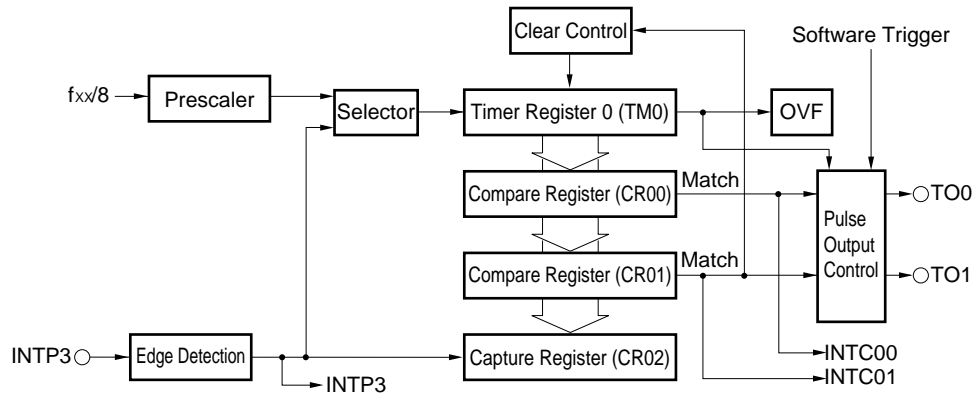 Clear Control
Software Trigger
fxx/8
Prescaler
Selector
Timer Register 0 (TM0)
OVF
Match
Compare Register (CR00)
Pulse
Output
Control
TO0
Match
Compare Register (CR01)
TO1
INTP3
Edge Detection
Capture Register (CR02)
INTP3
INTC00
INTC01